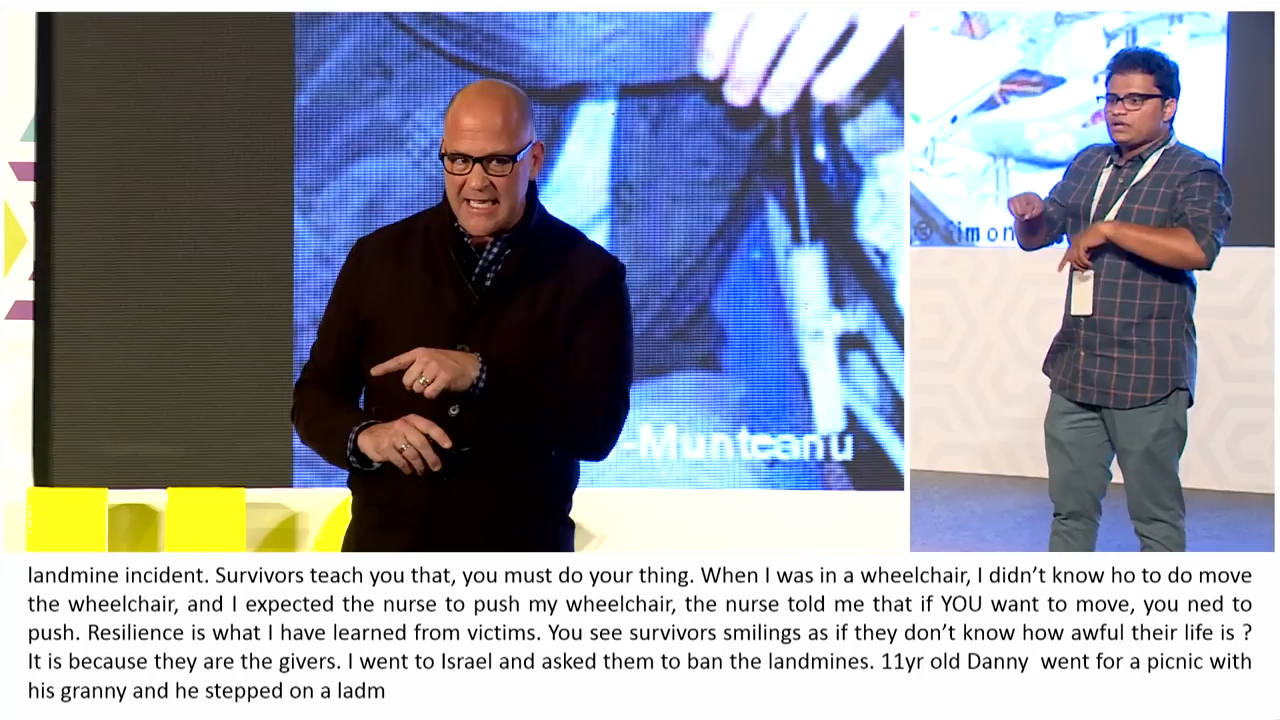 -Munteanu
© Simon
landmine incident. Survivors teach you that, you must do your thing. When I was in a wheelchair, I didn’t know ho to do move
the wheelchair, and I expected the nurse to push my wheelchair, the nurse told me that if YOU want to move, you ned to
push. Resilience is what I have learned from victims. You see survivors smilings as if they don’t know how awful their life is ?
It is because they are the givers. I went to Israel and asked them to ban the landmines. 11yr old Danny  went for a picnic with
his granny and he stepped on a ladm